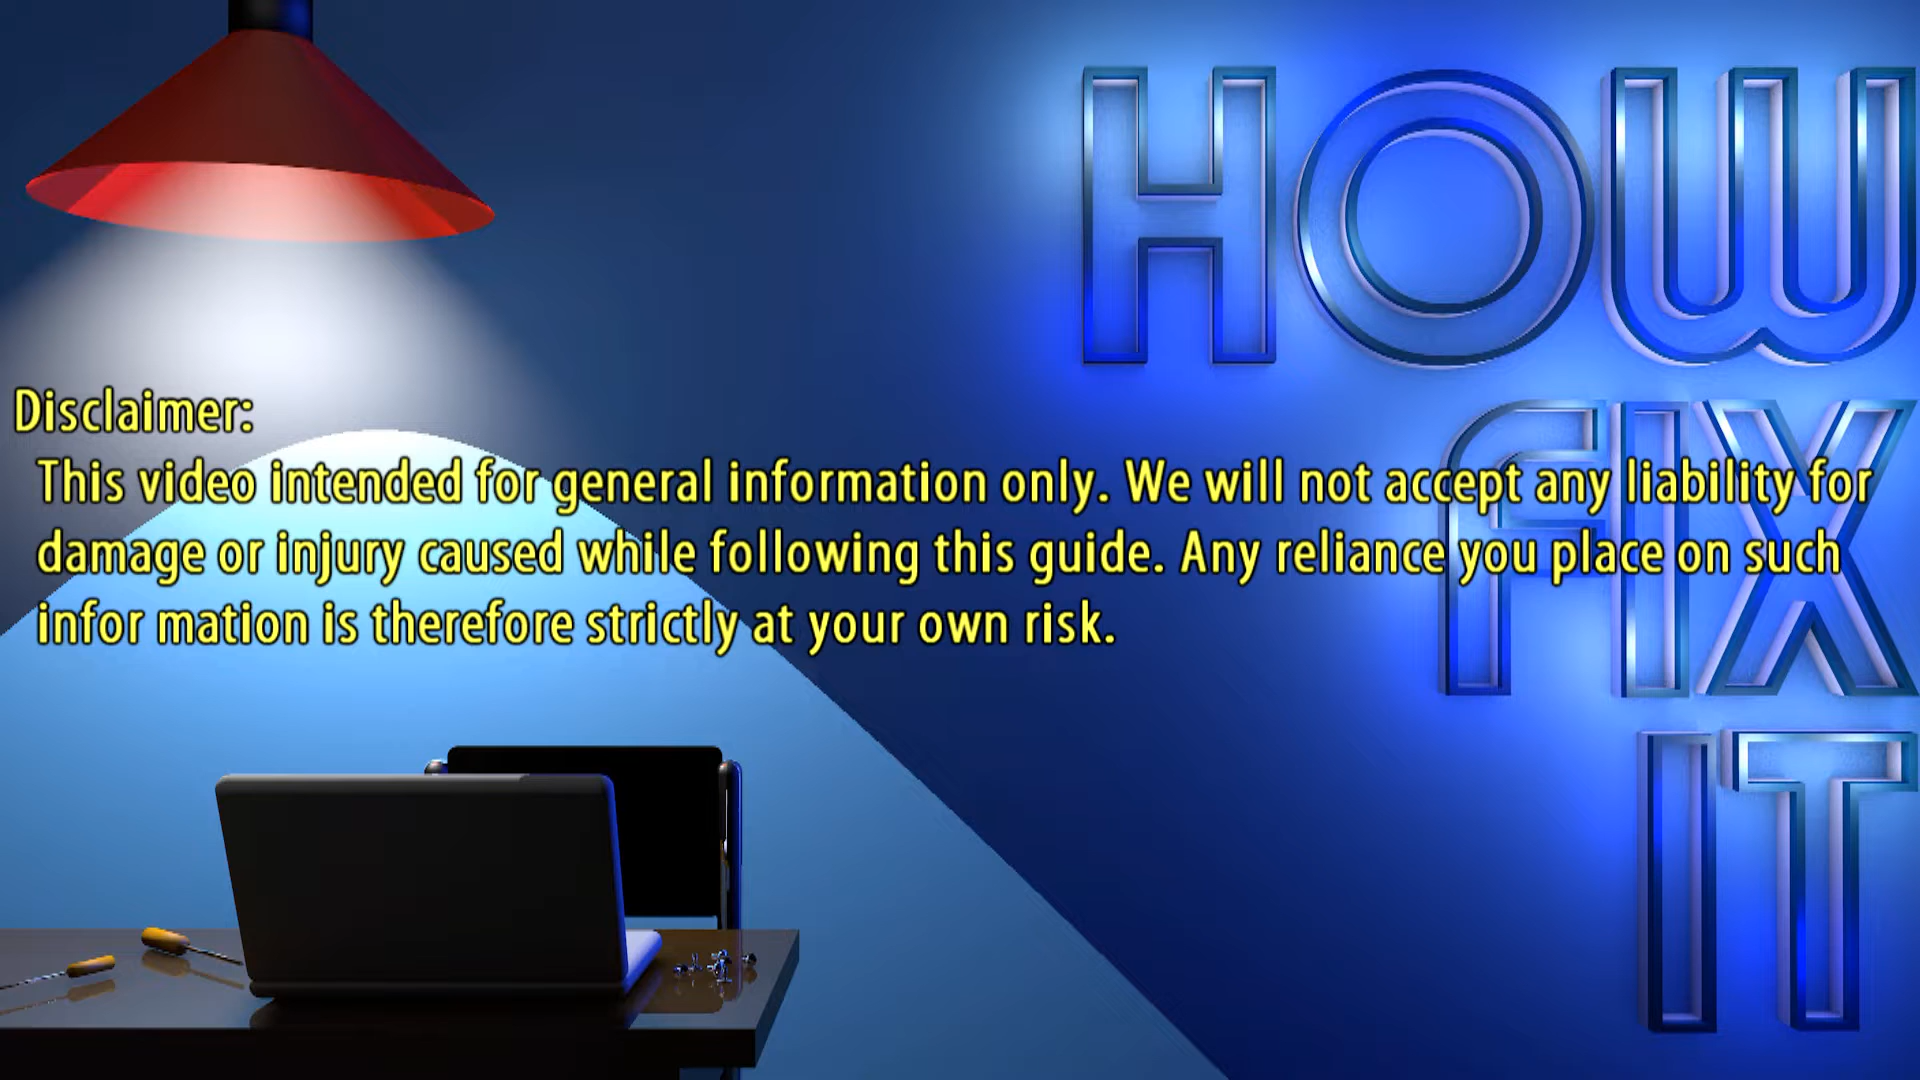 HOW
FIX
IT
Disclaimer:
This video intended for general information only. We will not accept any liability for
damage or injury caused while following this guide. Any reliance you place on such
infor mation is therefore strictly at your own risk.